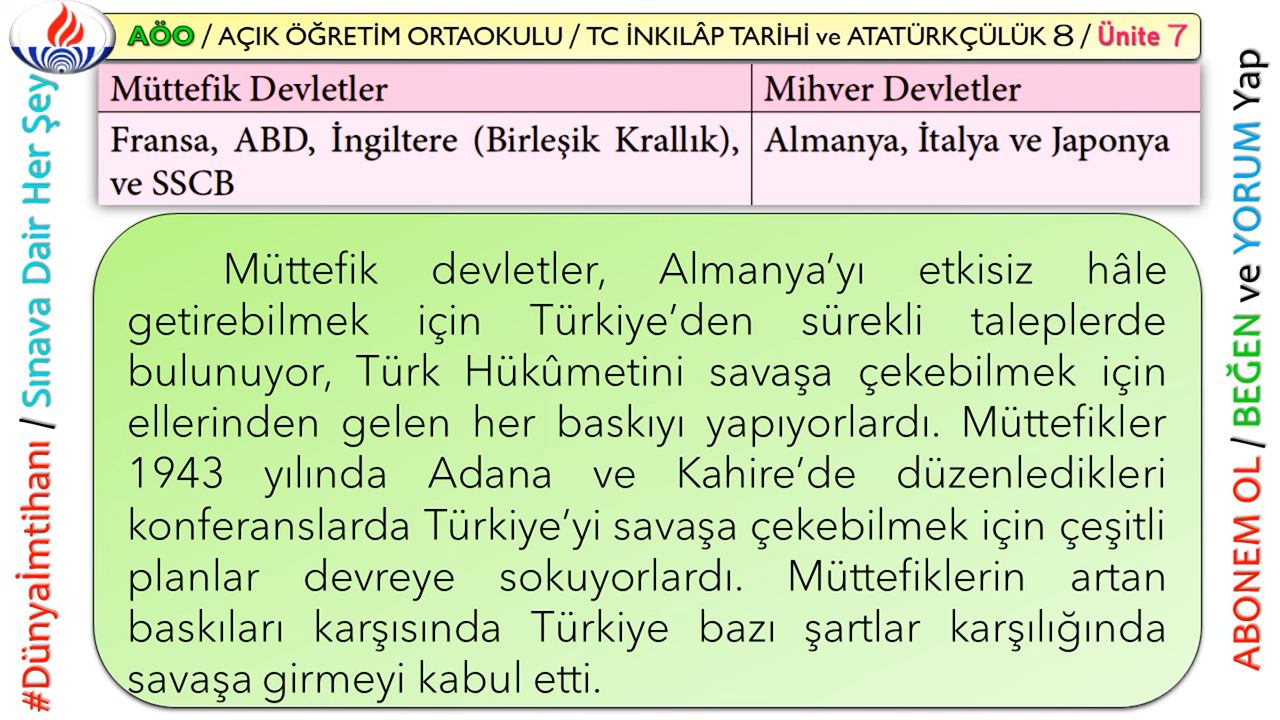 AÖO / AÇIK ÖĞRETİM ORTAOKULU / TC İNKILÂP TARİHİ ve ATATÜRKÇÜLÜK 8 / Ünite 7
Müttefik Devletler
Mihver Devletler
Fransa, ABD, İngiltere (Birleşik Krallık),
ve SSCB
Almanya, İtalya ve Japonya
Müttefik devletler, Almanya’yı etkisiz hâle
getirebilmek için Türkiye’den sürekli taleplerde
bulunuyor, Türk Hükûmetini savaşa çekebilmek için
ellerinden gelen her baskıyı yapıyorlardı. Müttefikler
1943 yılında Adana ve Kahire’de düzenledikleri
konferanslarda Türkiye’yi savaşa çekebilmek için çeşitli
planlar devreye sokuyorlardı. Müttefiklerin artan
baskıları karşısında Türkiye bazı şartlar karşılığında
savaşa girmeyi kabul etti.
#Dünyaimtihanı / Sınava Dair Her Şey
ABONEM OL / BEĞEN ve YORUM Yap